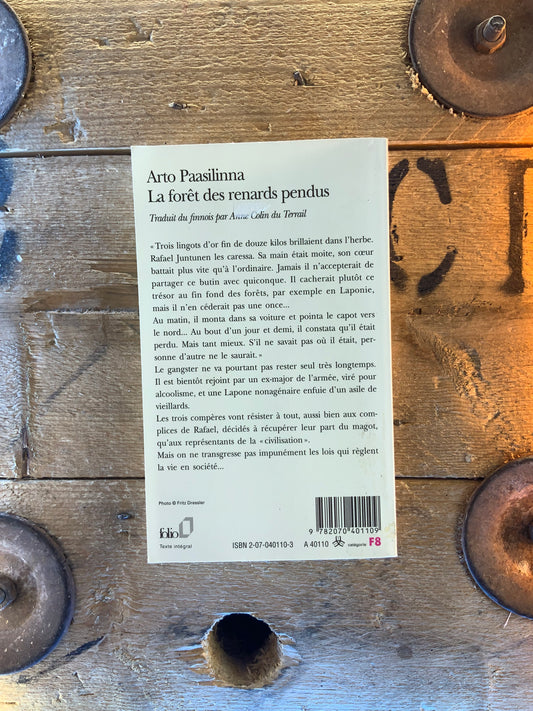 Arto Paasilinna
La forêt des renards pendus
Traduit du finnois par Anne Colin du Terrail
« Trois lingots d'or fin de douze kilos brillaient dans l'herbe.
Rafael Juntunen les caressa. Sa main était moite, son cœur
battait plus vite qu'à l'ordinaire. Jamais il n'accepterait de
partager ce butin avec quiconque. Il cacherait plutôt ce
trésor au fin fond des forêts, par exemple en Laponie,
mais il n'en céderait pas une once...
Au matin, il monta dans sa voiture et pointa le capot vers
le nord... Au bout d'un jour et demi, il constata qu'il était
perdu. Mais tant mieux. S'il ne savait pas où il était, per-
sonne d'autre ne le saurait. »
Le gangster ne va pourtant pas rester seul très longtemps.
Il est bientôt rejoint par un ex-major de l'armée, viré pour
alcoolisme, et une Lapone nonagénaire enfuie d'un asile de
vieillards.
Les trois compères vont résister à tout, aussi bien aux com-
plices de Rafael, décidés à récupérer leur part du magot,
qu'aux représentants de la « civilisation ».
Mais on ne transgresse pas impunément les lois qui règlent
la vie en société...
Photo © Fritz Dressler
folio
Texte intégral
9 782070 401109
ISBN 2-07-040110-3 A 40110 catégorie F8